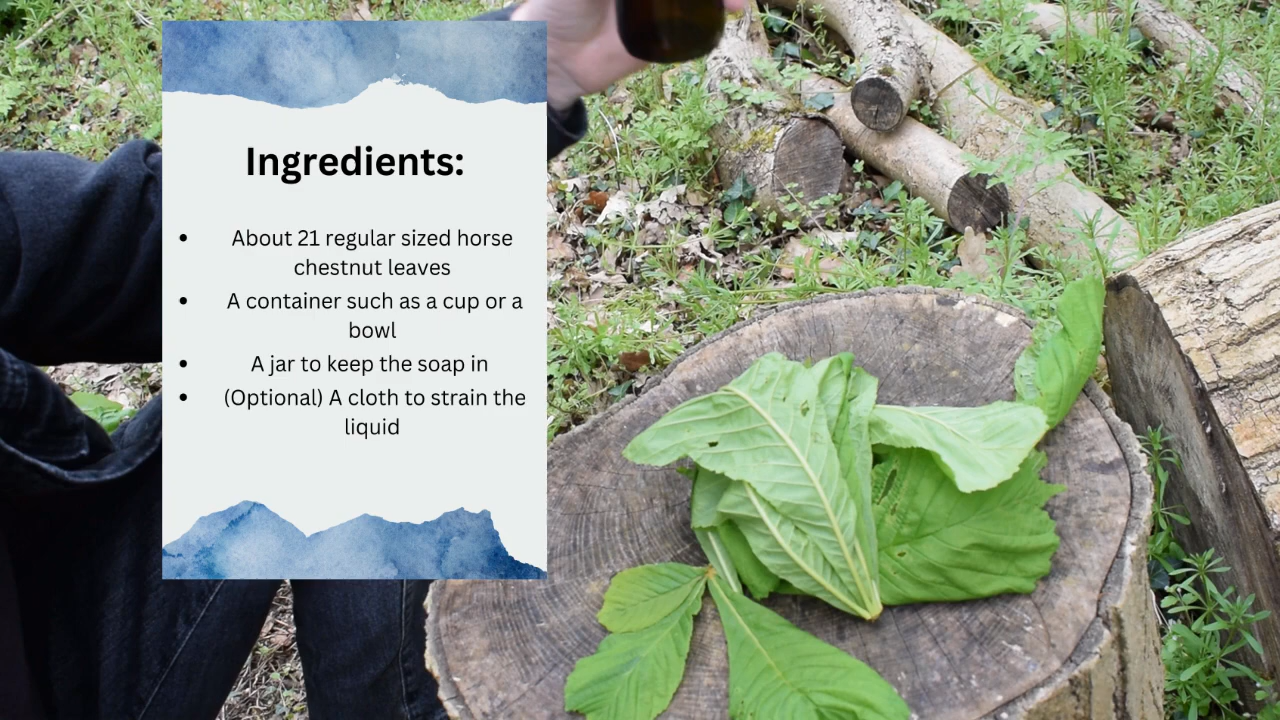 Ingredients:
• About 21 regular sized horse
chestnut leaves
• A container such as a cup or a
bowl
• A jar to keep the soap in
• (Optional) A cloth to strain the
liquid